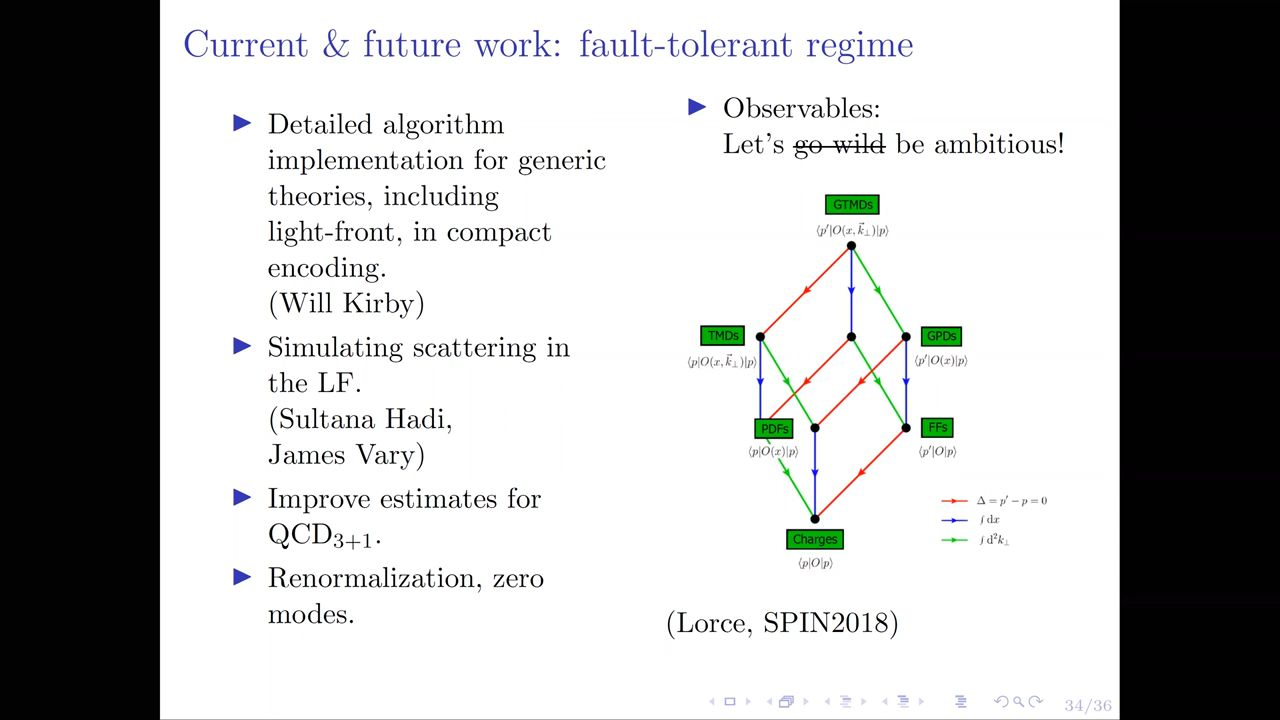 Current & future work: fault-tolerant regime
▶ Detailed algorithm
implementation for generic
theories, including
light-front, in compact
encoding.
(Will Kirby)
▶ Simulating scattering in
the LF.
(Sultana Hadi,
James Vary)
▶ Improve estimates for
QCD₃₊₁.
▶ Renormalization, zero
modes.
▶ Observables:
Let's go wild be ambitious!
GTMDs
⟨p′|O(x, k⃗⊥)|p⟩
TMDs
⟨p|O(x, k⃗⊥)|p⟩
GPDs
⟨p′|O(x)|p⟩
PDFs
⟨p|O(x)|p⟩
FFs
⟨p′|O|p⟩
Charges
⟨p|O|p⟩
Δ = p′ − p = 0
∫ dx
∫ d²k⊥
(Lorce, SPIN2018)
34/36